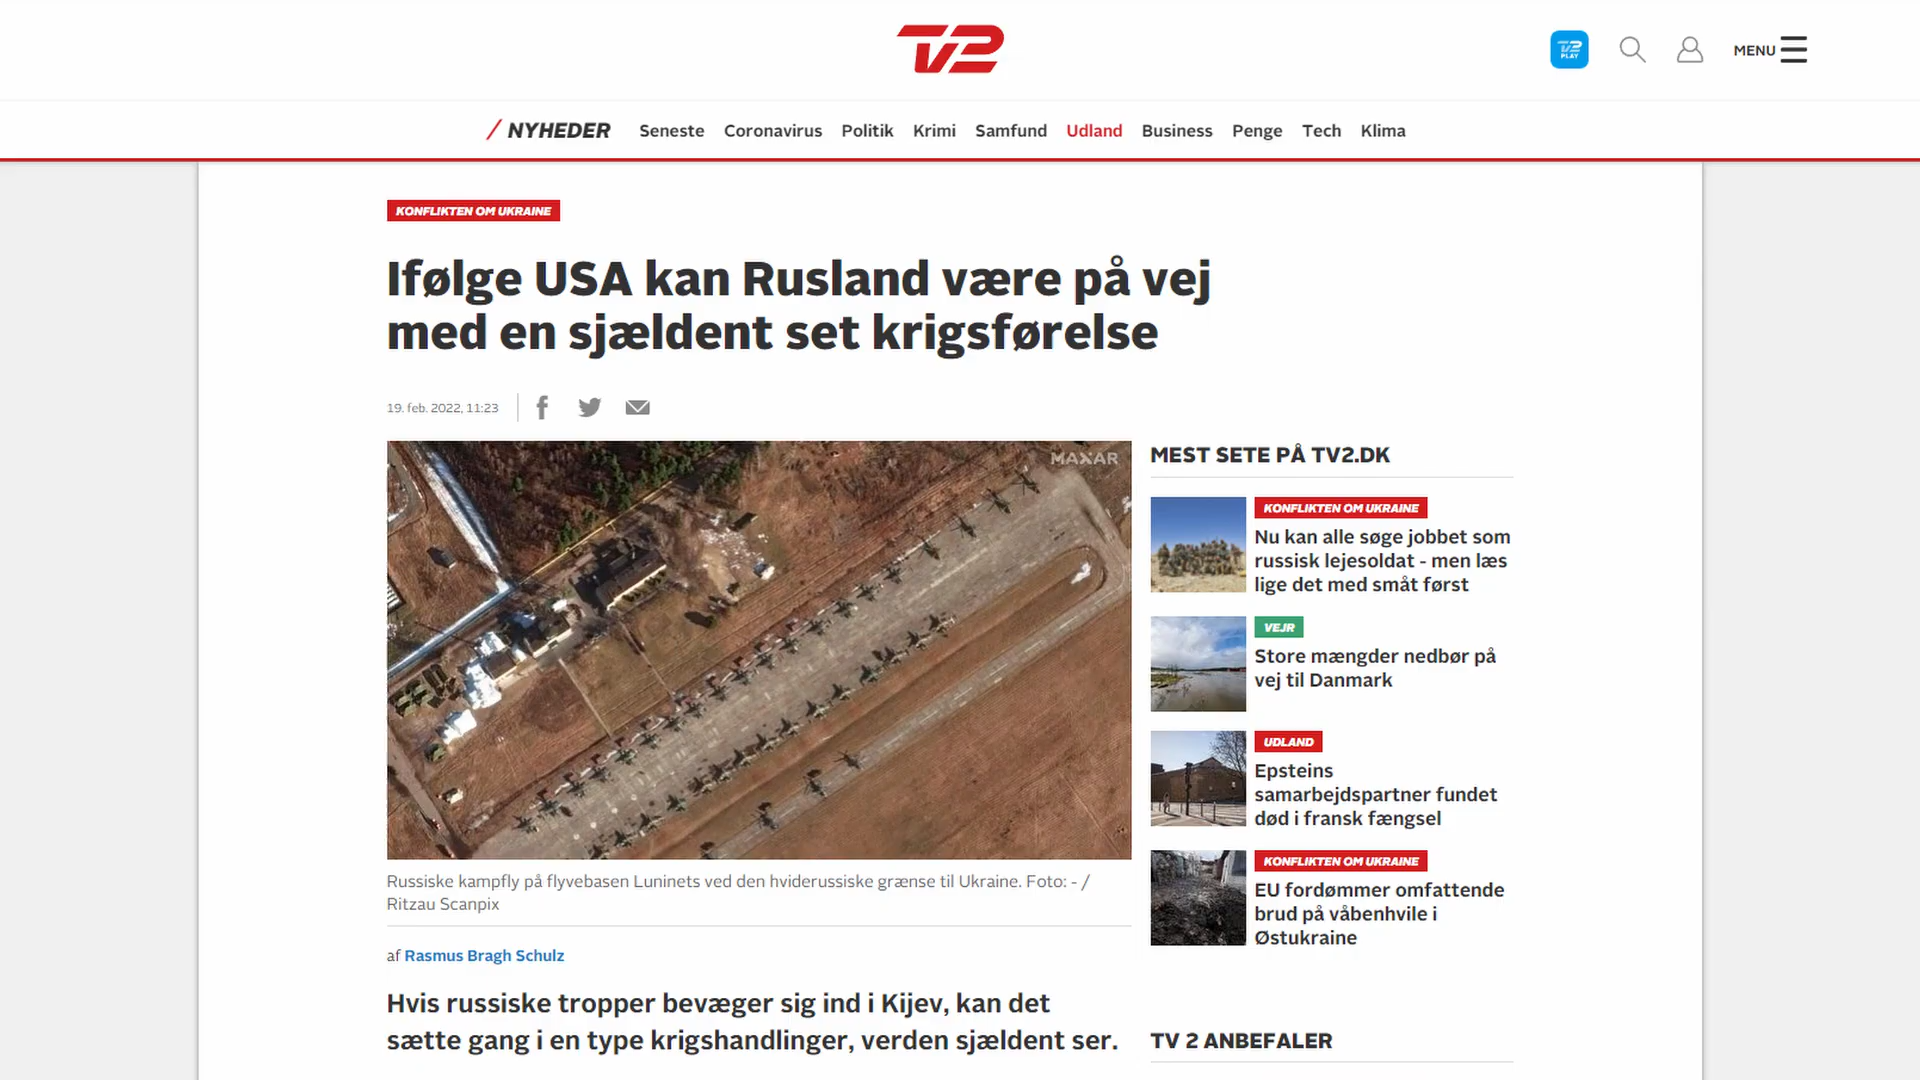 TV2
TV2 PLAY
MENU
/ NYHEDER Seneste Coronavirus Politik Krimi Samfund Udland Business Penge Tech Klima
KONFLIKTEN OM UKRAINE
Ifølge USA kan Rusland være på vej
med en sjældent set krigsførelse
19. feb. 2022, 11:23
MAXAR
Russiske kampfly på flyvebasen Luninets ved den hviderussiske grænse til Ukraine. Foto: - /
Ritzau Scanpix
af Rasmus Bragh Schulz
Hvis russiske tropper bevæger sig ind i Kijev, kan det
sætte gang i en type krigshandlinger, verden sjældent ser.
MEST SETE PÅ TV2.DK
KONFLIKTEN OM UKRAINE
Nu kan alle søge jobbet som
russisk lejesoldat - men læs
lige det med småt først
VEJR
Store mængder nedbør på
vej til Danmark
UDLAND
Epsteins
samarbejdspartner fundet
død i fransk fængsel
KONFLIKTEN OM UKRAINE
EU fordømmer omfattende
brud på våbenhvile i
Østukraine
TV 2 ANBEFALER